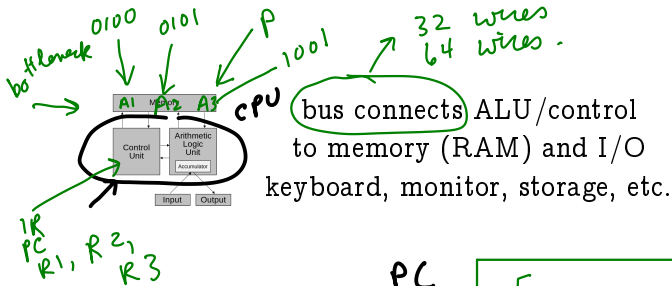 0100 0101 P 1001
32 wires
64 wires.
bottleneck
A1 A2 A3
CPU
Control
Unit
Arithmetic
Logic
Unit
Accumulator
Input Output
bus connects ALU/control
to memory (RAM) and I/O
keyboard, monitor, storage, etc.
IR
PC
R1, R2,
R3
PC